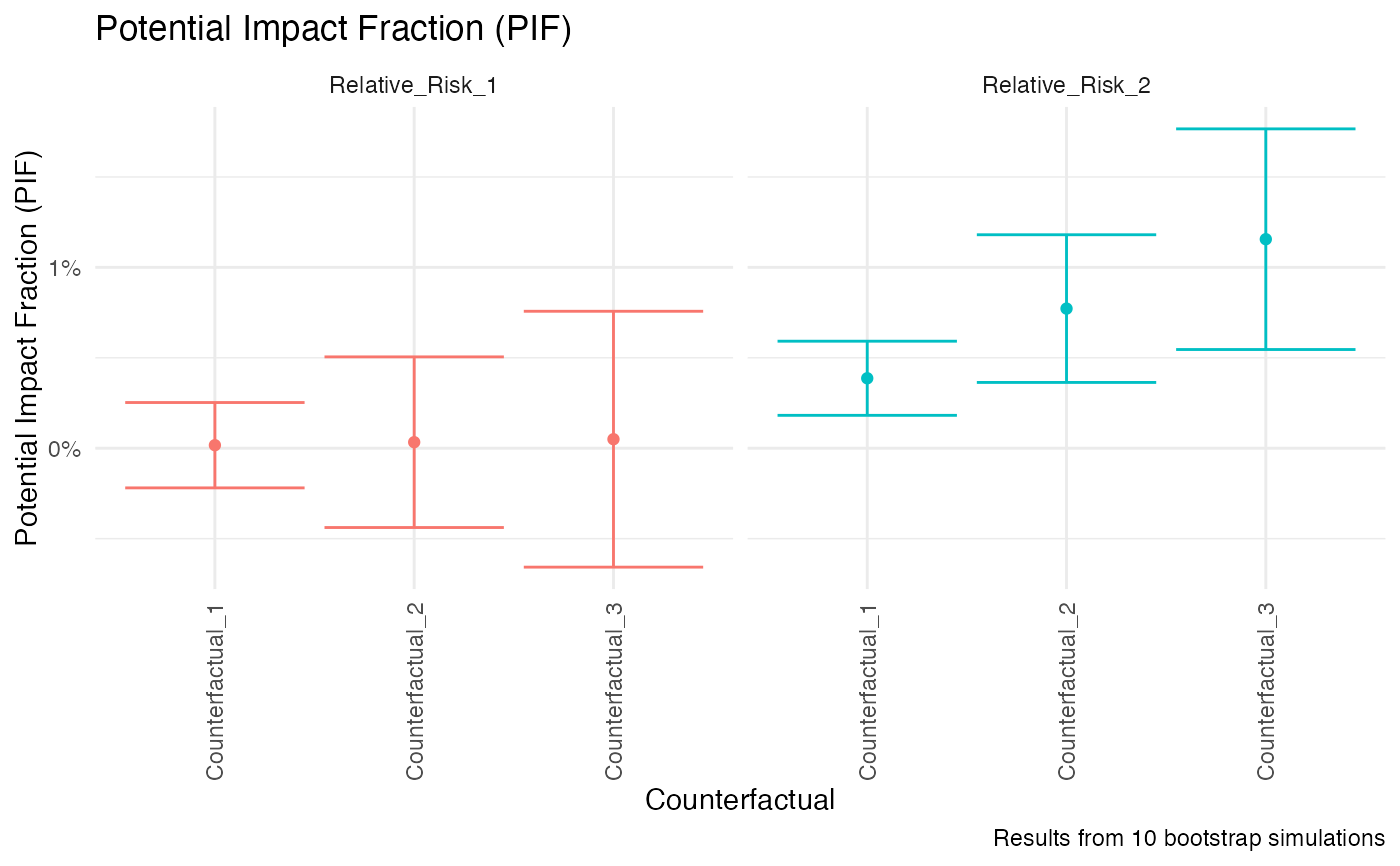 Potential Impact Fraction (PIF)
Relative_Risk_1
Relative_Risk_2
Potential Impact Fraction (PIF)
1%
0%
Counterfactual_1
Counterfactual_2
Counterfactual_3
Counterfactual_1
Counterfactual_2
Counterfactual_3
Counterfactual
Results from 10 bootstrap simulations